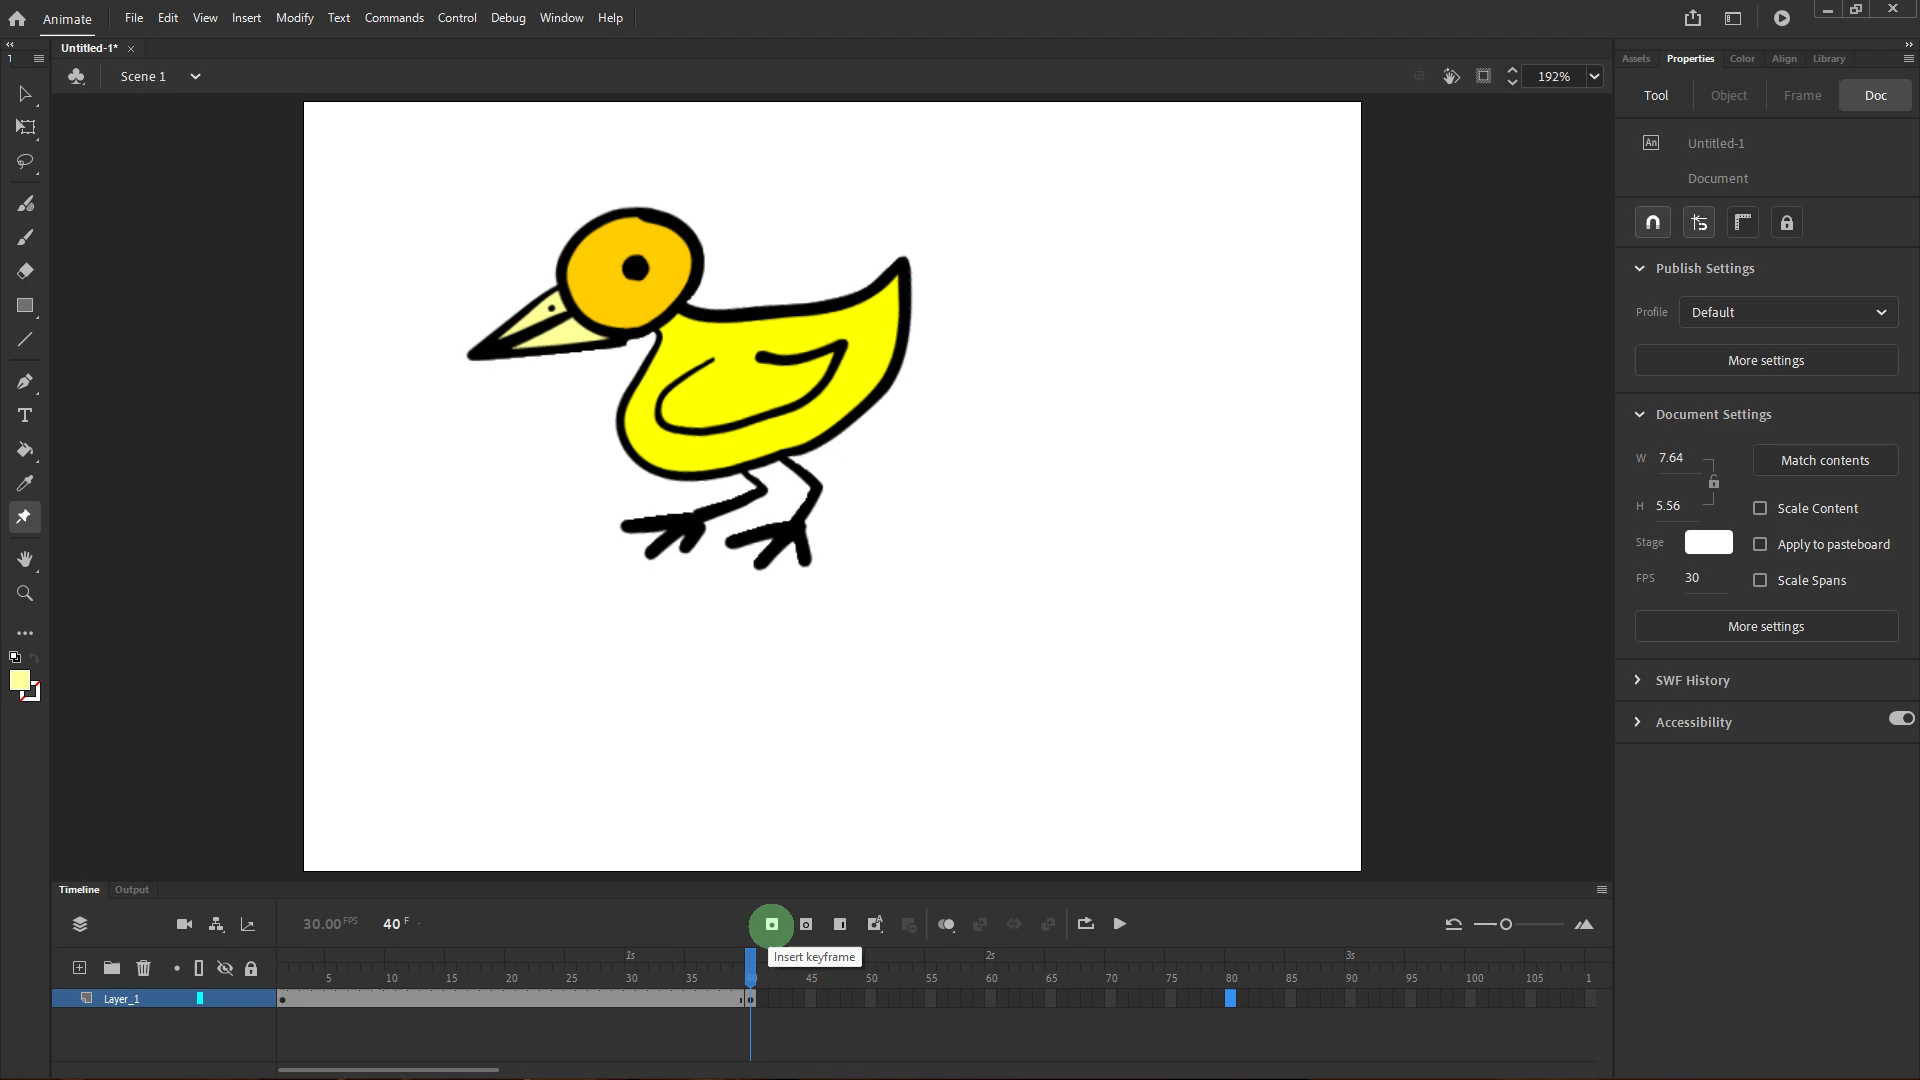 Animate
File Edit View Insert Modify Text Commands Control Debug Window Help
Untitled-1*
Scene 1
192%
Assets Properties Color Align Library
Tool Object Frame Doc
An Untitled-1
Document
Publish Settings
Profile Default
More settings
Document Settings
W 7.64
Match contents
H 5.56
Scale Content
Stage
Apply to pasteboard
FPS 30
Scale Spans
More settings
SWF History
Accessibility
Timeline Output
30.00 FPS 40 F
Insert keyframe
1s 2s 3s
5 10 15 20 25 30 35 40 45 50 55 60 65 70 75 80 85 90 95 100 105 1
Layer_1